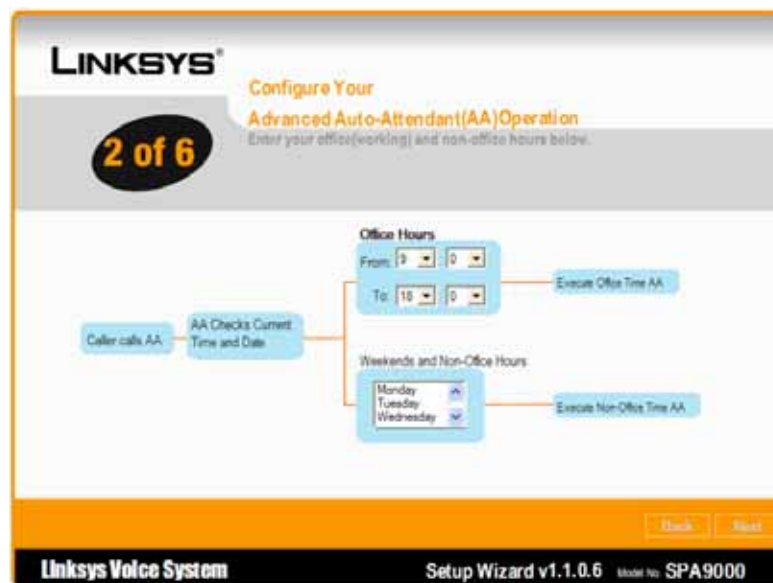 LINKSYS®
Configure Your
Advanced Auto-Attendant(AA)Operation
Enter your office(working) and non-office hours below.
2 of 6
Office Hours
From: 9 0
To: 18 0
Execute Office Time AA
Caller calls AA
AA Checks Current
Time and Date
Weekends and Non-Office Hours
Monday
Tuesday
Wednesday
Execute Non-Office Time AA
Back Next
Linksys Voice System
Setup Wizard v1.1.0.6 Model No SPA9000